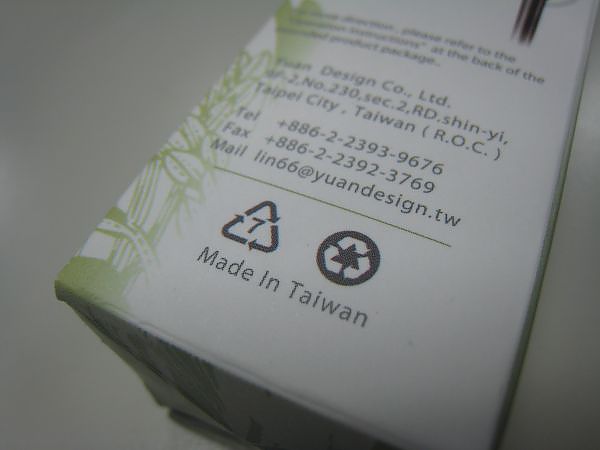 direction, please refer to the
Instructions" at the back of the
product package..
Yuan Design Co., Ltd.
9F-2,No.230,sec.2,RD.shin-yi,
Taipei City , Taiwan ( R.O.C. )
Tel +886-2-2393-9676
Fax +886-2-2392-3769
Mail lin66@yuandesign.tw
7
Made In Taiwan